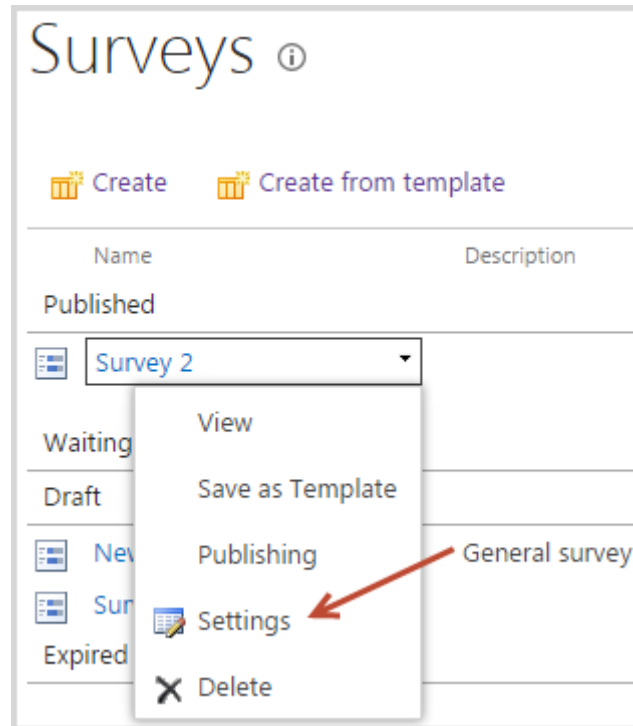 Surveys
Create Create from template
Name Description
Published
Survey 2
View
Waiting
Save as Template
Draft
Publishing
General survey
Settings
Expired
Delete